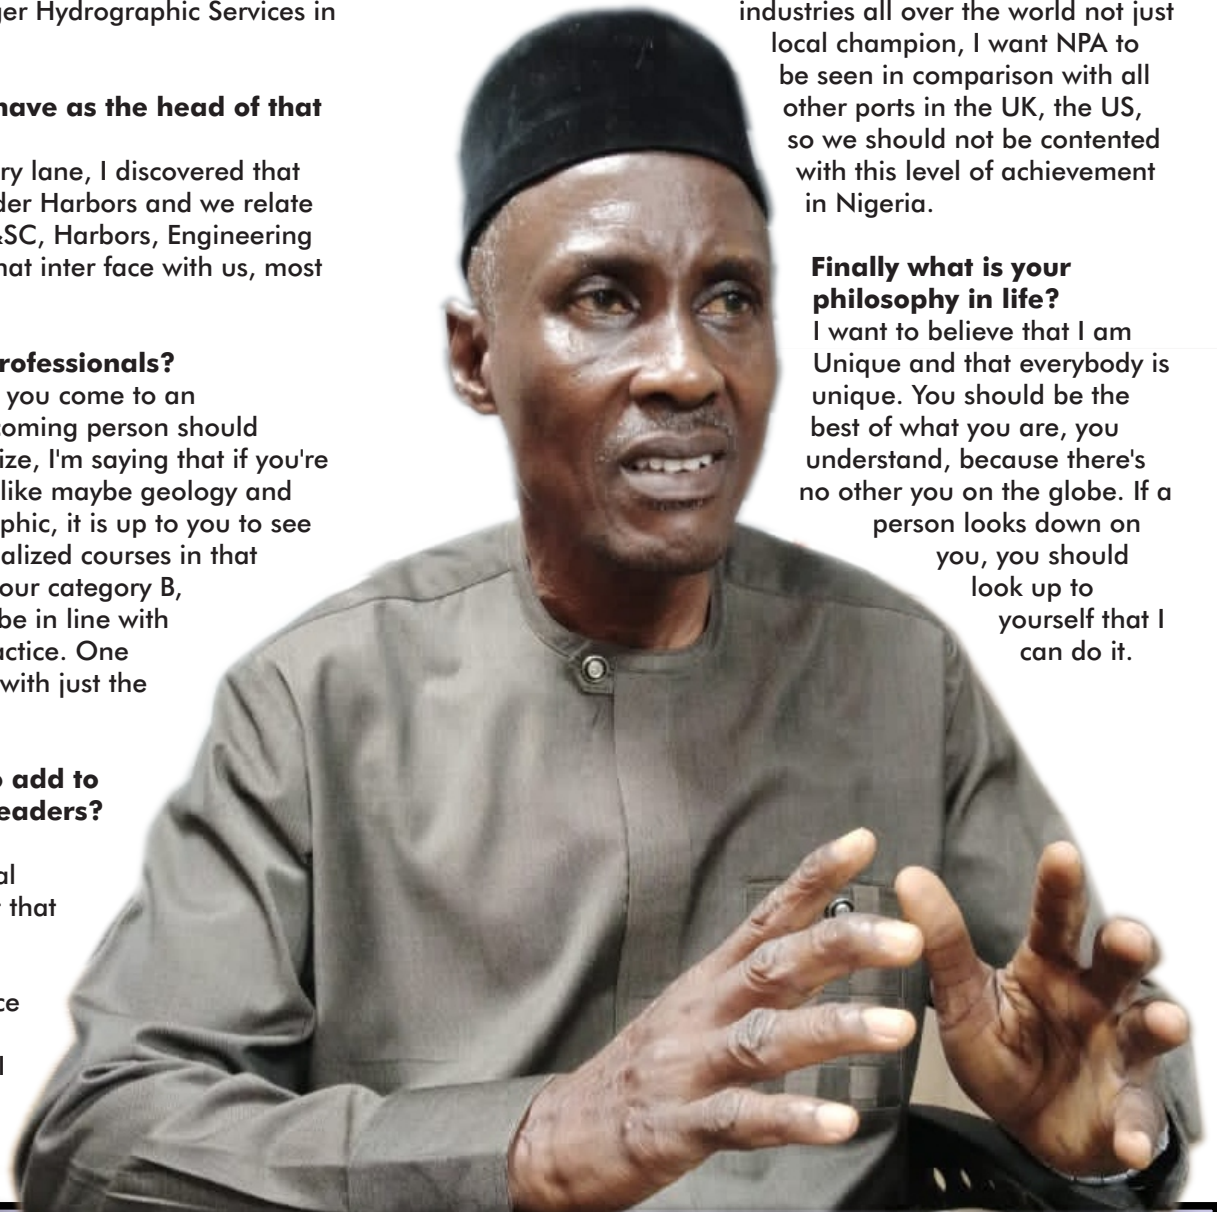 ger Hydrographic Services in
have as the head of that
ry lane, I discovered that
der Harbors and we relate
&SC, Harbors, Engineering
hat inter face with us, most
rofessionals?
you come to an
coming person should
ize, I'm saying that if you're
like maybe geology and
phic, it is up to you to see
alized courses in that
our category B,
be in line with
actice. One
with just the
o add to
eaders?
al
that
ce
industries all over the world not just
local champion, I want NPA to
be seen in comparison with all
other ports in the UK, the US,
so we should not be contented
with this level of achievement
in Nigeria.
Finally what is your
philosophy in life?
I want to believe that I am
Unique and that everybody is
unique. You should be the
best of what you are, you
understand, because there's
no other you on the globe. If a
person looks down on
you, you should
look up to
yourself that I
can do it.